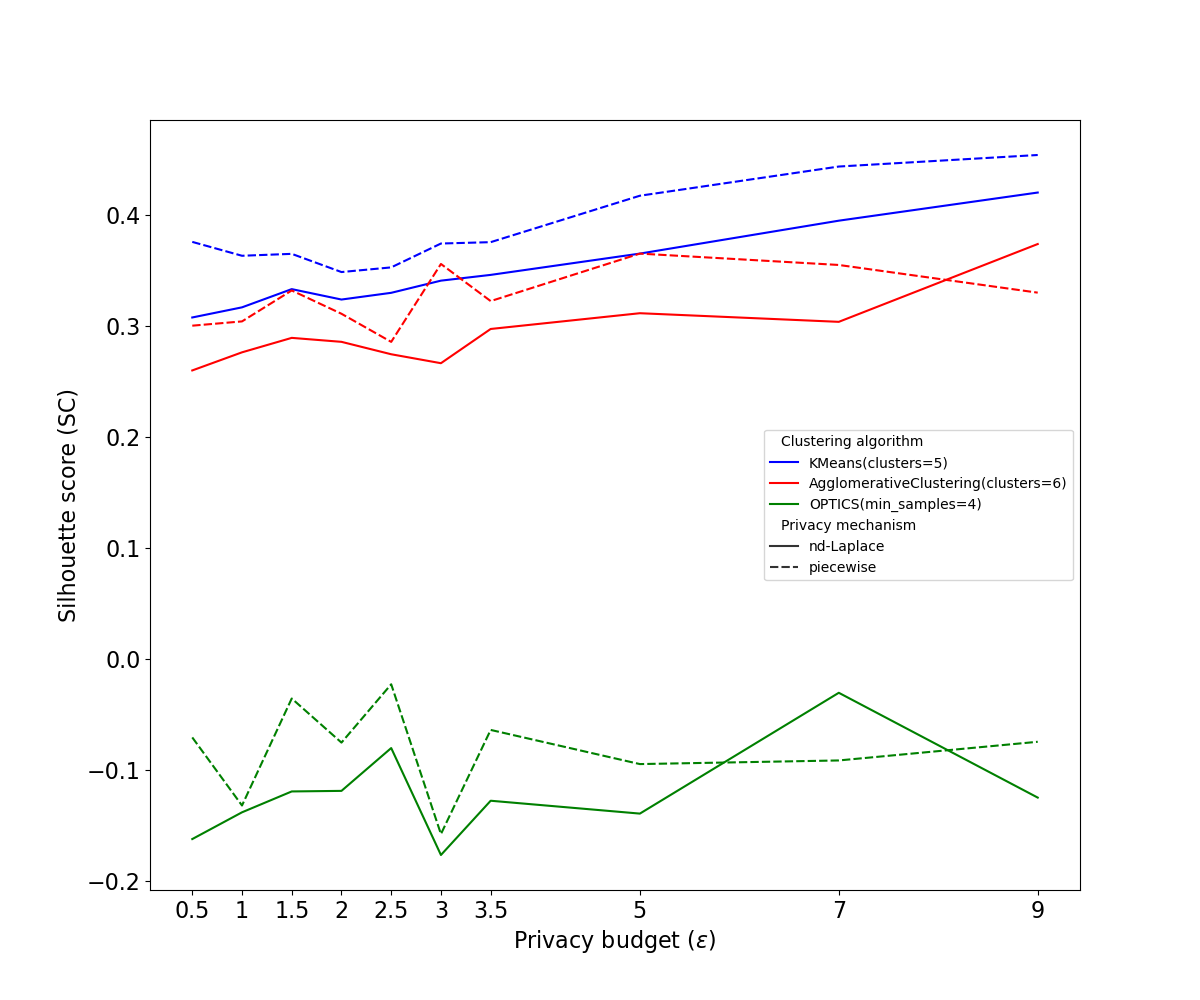 Silhouette score (SC)
0.4
0.3
0.2
0.1
0.0
−0.1
−0.2
Clustering algorithm
KMeans(clusters=5)
AgglomerativeClustering(clusters=6)
OPTICS(min_samples=4)
Privacy mechanism
nd-Laplace
piecewise
0.5 1 1.5 2 2.5 3 3.5 5 7 9
Privacy budget (ε)